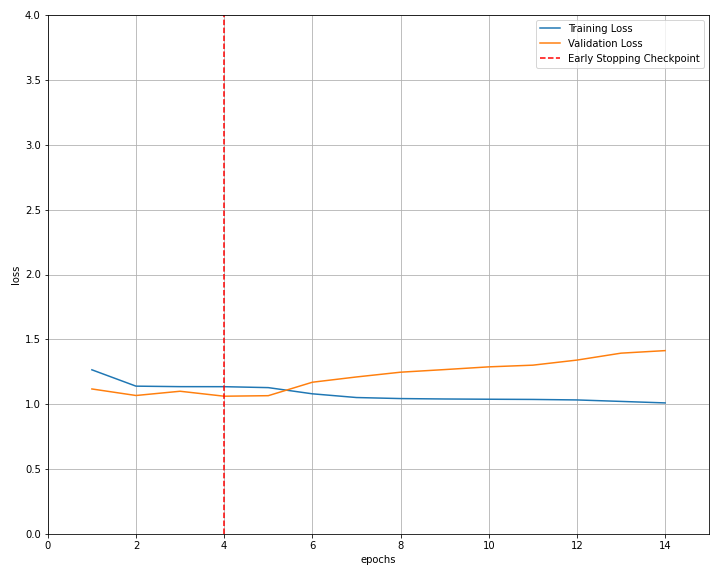 4.0
3.5
3.0
2.5
2.0
1.5
1.0
0.5
0.0
loss
0 2 4 6 8 10 12 14
epochs
Training Loss
Validation Loss
Early Stopping Checkpoint